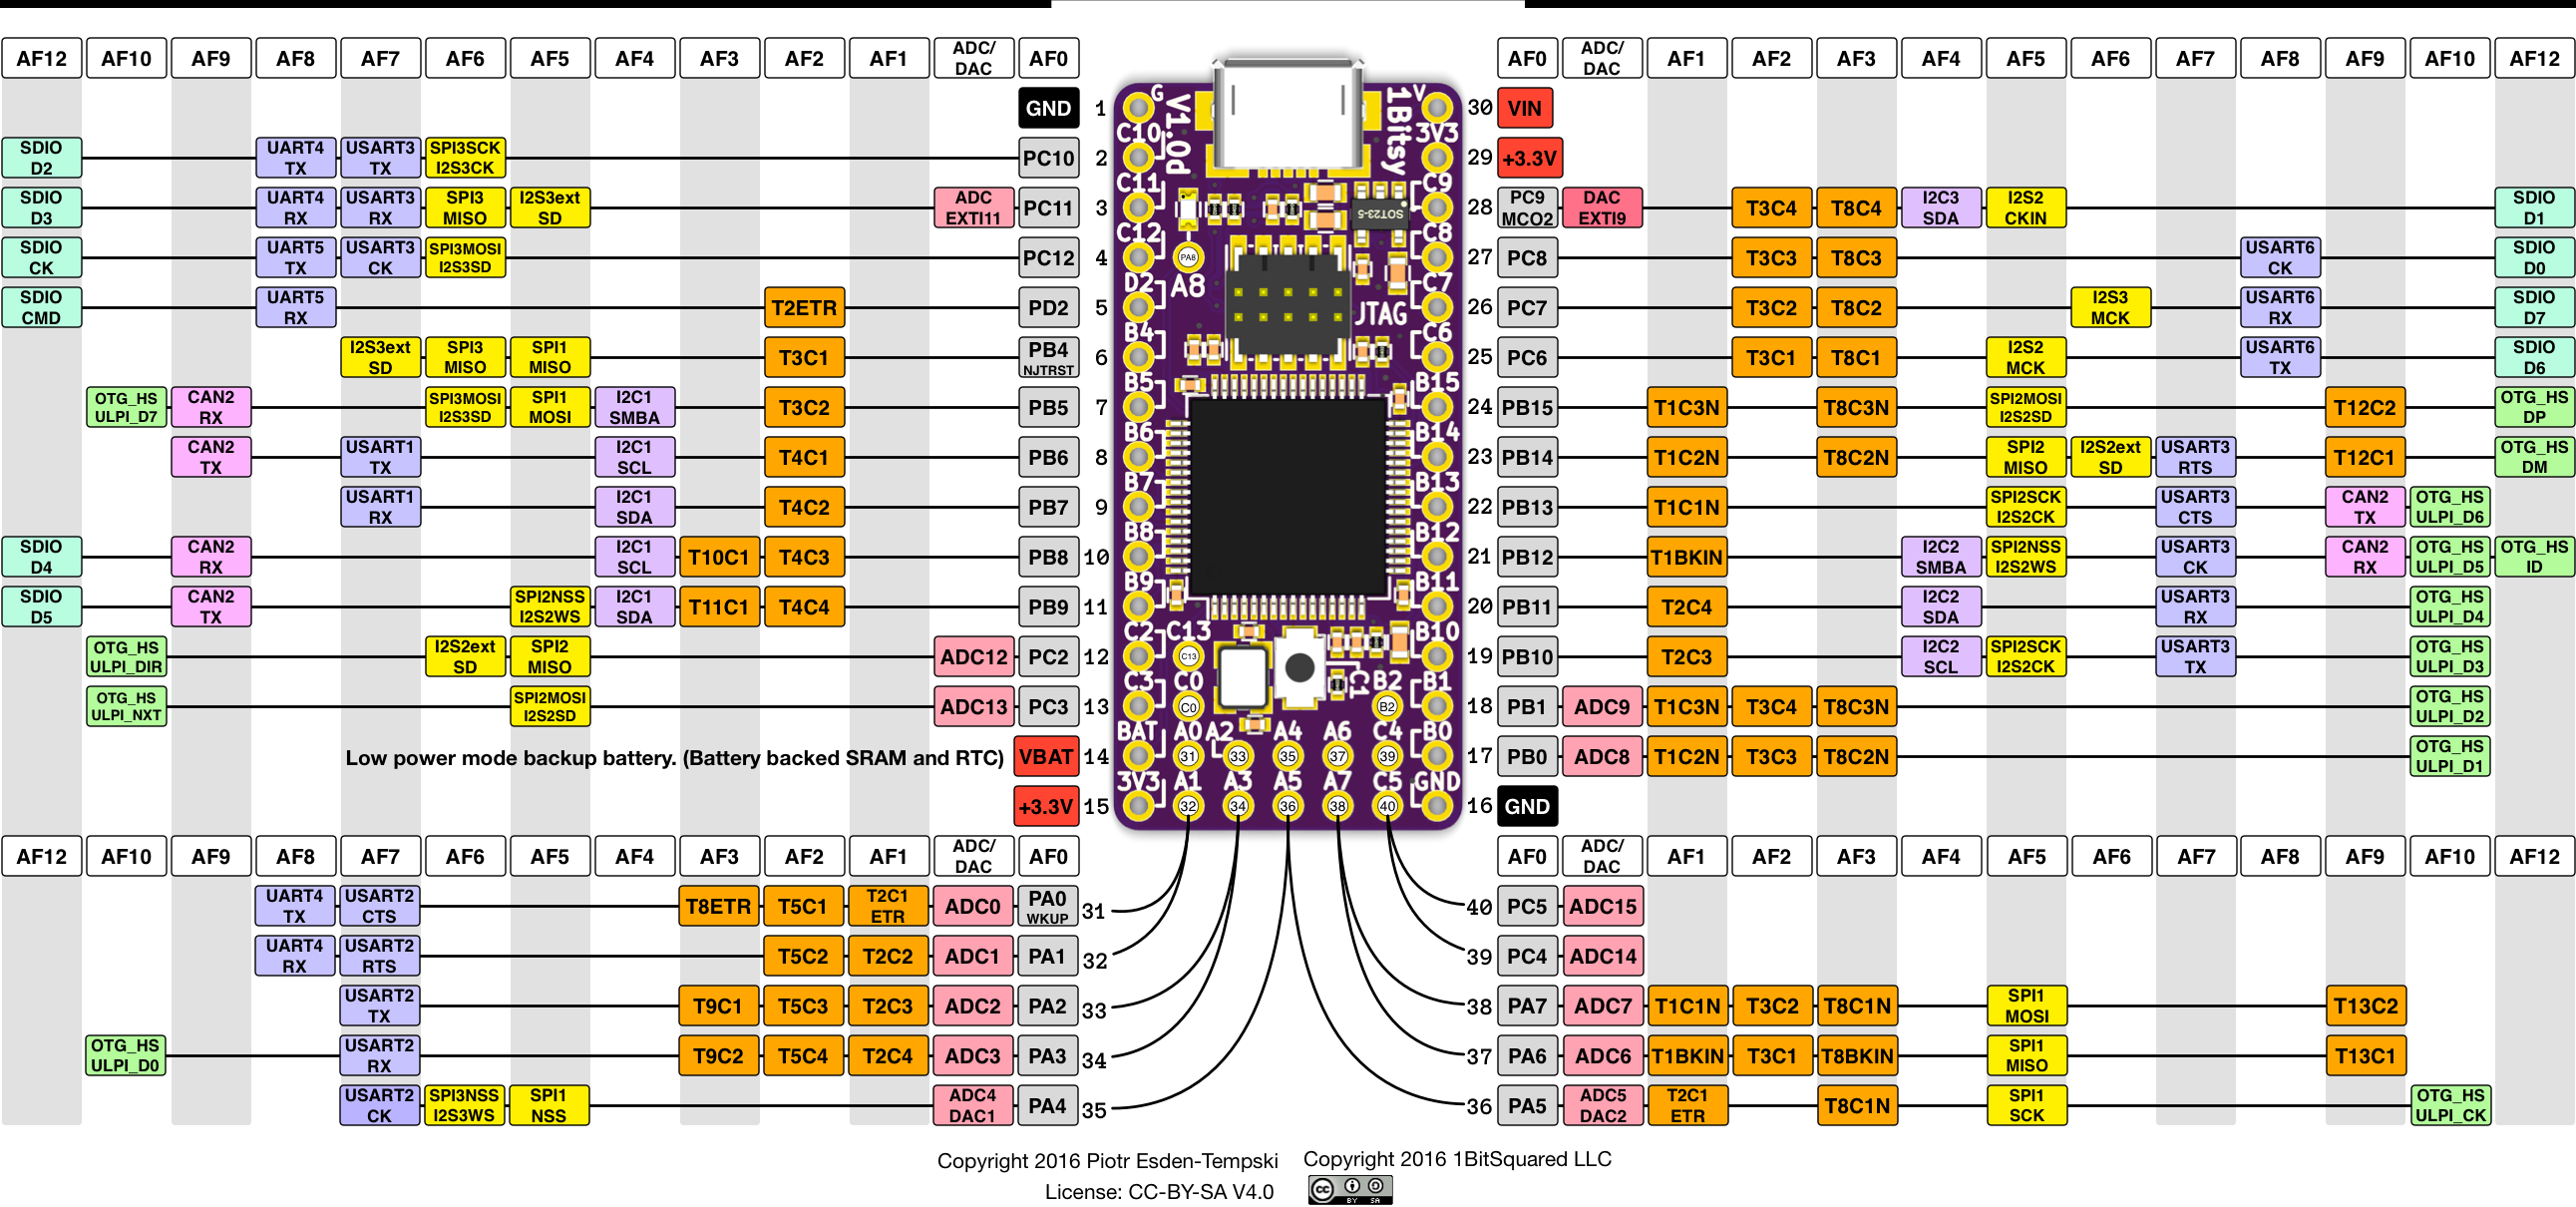 AF12 AF10 AF9 AF8 AF7 AF6 AF5 AF4 AF3 AF2 AF1 ADC/ DAC AF0
AF0 ADC/ DAC AF1 AF2 AF3 AF4 AF5 AF6 AF7 AF8 AF9 AF10 AF12
GND 1
SDIO D2 UART4 TX USART3 TX SPI3SCK I2S3CK PC10 2
SDIO D3 UART4 RX USART3 RX SPI3 MISO I2S3ext SD ADC EXTI11 PC11 3
SDIO CK UART5 TX USART3 CK SPI3MOSI I2S3SD PC12 4
SDIO CMD UART5 RX T2ETR PD2 5
I2S3ext SD SPI3 MISO SPI1 MISO T3C1 PB4 NJTRST 6
OTG_HS ULPI_D7 CAN2 RX SPI3MOSI I2S3SD SPI1 MOSI I2C1 SMBA T3C2 PB5 7
CAN2 TX USART1 TX I2C1 SCL T4C1 PB6 8
USART1 RX I2C1 SDA T4C2 PB7 9
SDIO D4 CAN2 RX I2C1 SCL T10C1 T4C3 PB8 10
SDIO D5 CAN2 TX SPI2NSS I2S2WS I2C1 SDA T11C1 T4C4 PB9 11
OTG_HS ULPI_DIR I2S2ext SD SPI2 MISO ADC12 PC2 12
OTG_HS ULPI_NXT SPI2MOSI I2S2SD ADC13 PC3 13
Low power mode backup battery. (Battery backed SRAM and RTC) VBAT 14
+3.3V 15
G V1.0d 1Bitsy V
C10 3V3
C11 C9
SOT23-5
C12 C8
PA8
D2 A8 C7
JTAG
B4 C6
B5 B15
B6 B14
B7 B13
B8 B12
B9 B11
C2 C13 B10
C13
C3 C0 C1 B2 B1
C0 B2
BAT A0 A2 A4 A6 C4 B0
31 33 35 37 39
3V3 A1 A3 A5 A7 C5 GND
32 34 36 38 40
30 VIN
29 +3.3V
28 PC9 MCO2 DAC EXTI9 T3C4 T8C4 I2C3 SDA I2S2 CKIN SDIO D1
27 PC8 T3C3 T8C3 USART6 CK SDIO D0
26 PC7 T3C2 T8C2 I2S3 MCK USART6 RX SDIO D7
25 PC6 T3C1 T8C1 I2S2 MCK USART6 TX SDIO D6
24 PB15 T1C3N T8C3N SPI2MOSI I2S2SD T12C2 OTG_HS DP
23 PB14 T1C2N T8C2N SPI2 MISO I2S2ext SD USART3 RTS T12C1 OTG_HS DM
22 PB13 T1C1N SPI2SCK I2S2CK USART3 CTS CAN2 TX OTG_HS ULPI_D6
21 PB12 T1BKIN I2C2 SMBA SPI2NSS I2S2WS USART3 CK CAN2 RX OTG_HS ULPI_D5 OTG_HS ID
20 PB11 T2C4 I2C2 SDA USART3 RX OTG_HS ULPI_D4
19 PB10 T2C3 I2C2 SCL SPI2SCK I2S2CK USART3 TX OTG_HS ULPI_D3
18 PB1 ADC9 T1C3N T3C4 T8C3N OTG_HS ULPI_D2
17 PB0 ADC8 T1C2N T3C3 T8C2N OTG_HS ULPI_D1
16 GND
AF12 AF10 AF9 AF8 AF7 AF6 AF5 AF4 AF3 AF2 AF1 ADC/ DAC AF0
UART4 TX USART2 CTS T8ETR T5C1 T2C1 ETR ADC0 PA0 WKUP 31
UART4 RX USART2 RTS T5C2 T2C2 ADC1 PA1 32
USART2 TX T9C1 T5C3 T2C3 ADC2 PA2 33
OTG_HS ULPI_D0 USART2 RX T9C2 T5C4 T2C4 ADC3 PA3 34
USART2 CK SPI3NSS I2S3WS SPI1 NSS ADC4 DAC1 PA4 35
AF0 ADC/ DAC AF1 AF2 AF3 AF4 AF5 AF6 AF7 AF8 AF9 AF10 AF12
40 PC5 ADC15
39 PC4 ADC14
38 PA7 ADC7 T1C1N T3C2 T8C1N SPI1 MOSI T13C2
37 PA6 ADC6 T1BKIN T3C1 T8BKIN SPI1 MISO T13C1
36 PA5 ADC5 DAC2 T2C1 ETR T8C1N SPI1 SCK OTG_HS ULPI_CK
Copyright 2016 Piotr Esden-Tempski Copyright 2016 1BitSquared LLC
License: CC-BY-SA V4.0 cc BY SA